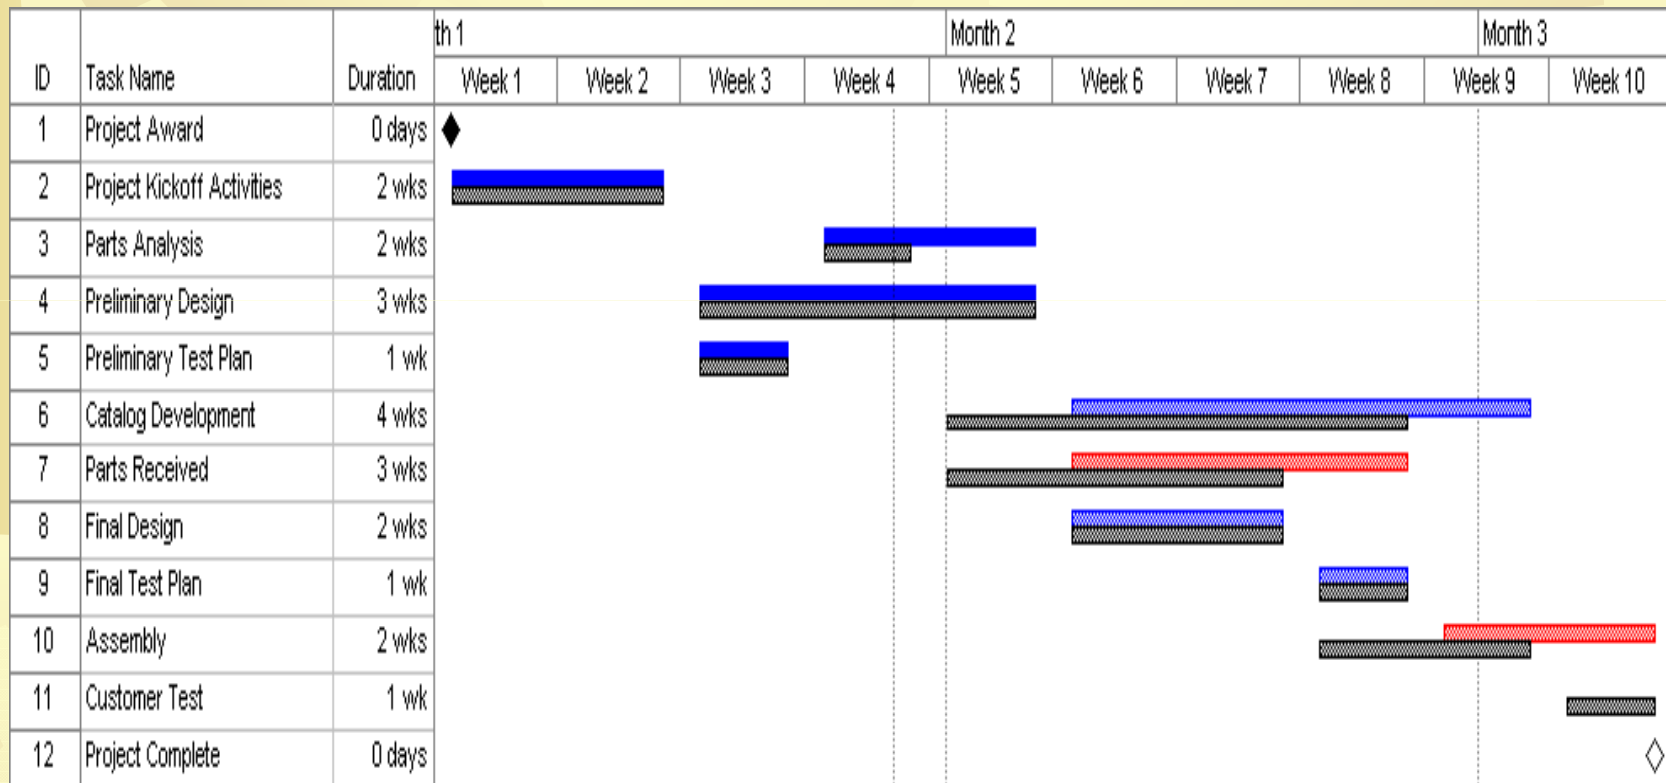 th 1 Month 2 Month 3
ID Task Name Duration Week 1 Week 2 Week 3 Week 4 Week 5 Week 6 Week 7 Week 8 Week 9 Week 10
1 Project Award 0 days
2 Project Kickoff Activities 2 wks
3 Parts Analysis 2 wks
4 Preliminary Design 3 wks
5 Preliminary Test Plan 1 wk
6 Catalog Development 4 wks
7 Parts Received 3 wks
8 Final Design 2 wks
9 Final Test Plan 1 wk
10 Assembly 2 wks
11 Customer Test 1 wk
12 Project Complete 0 days